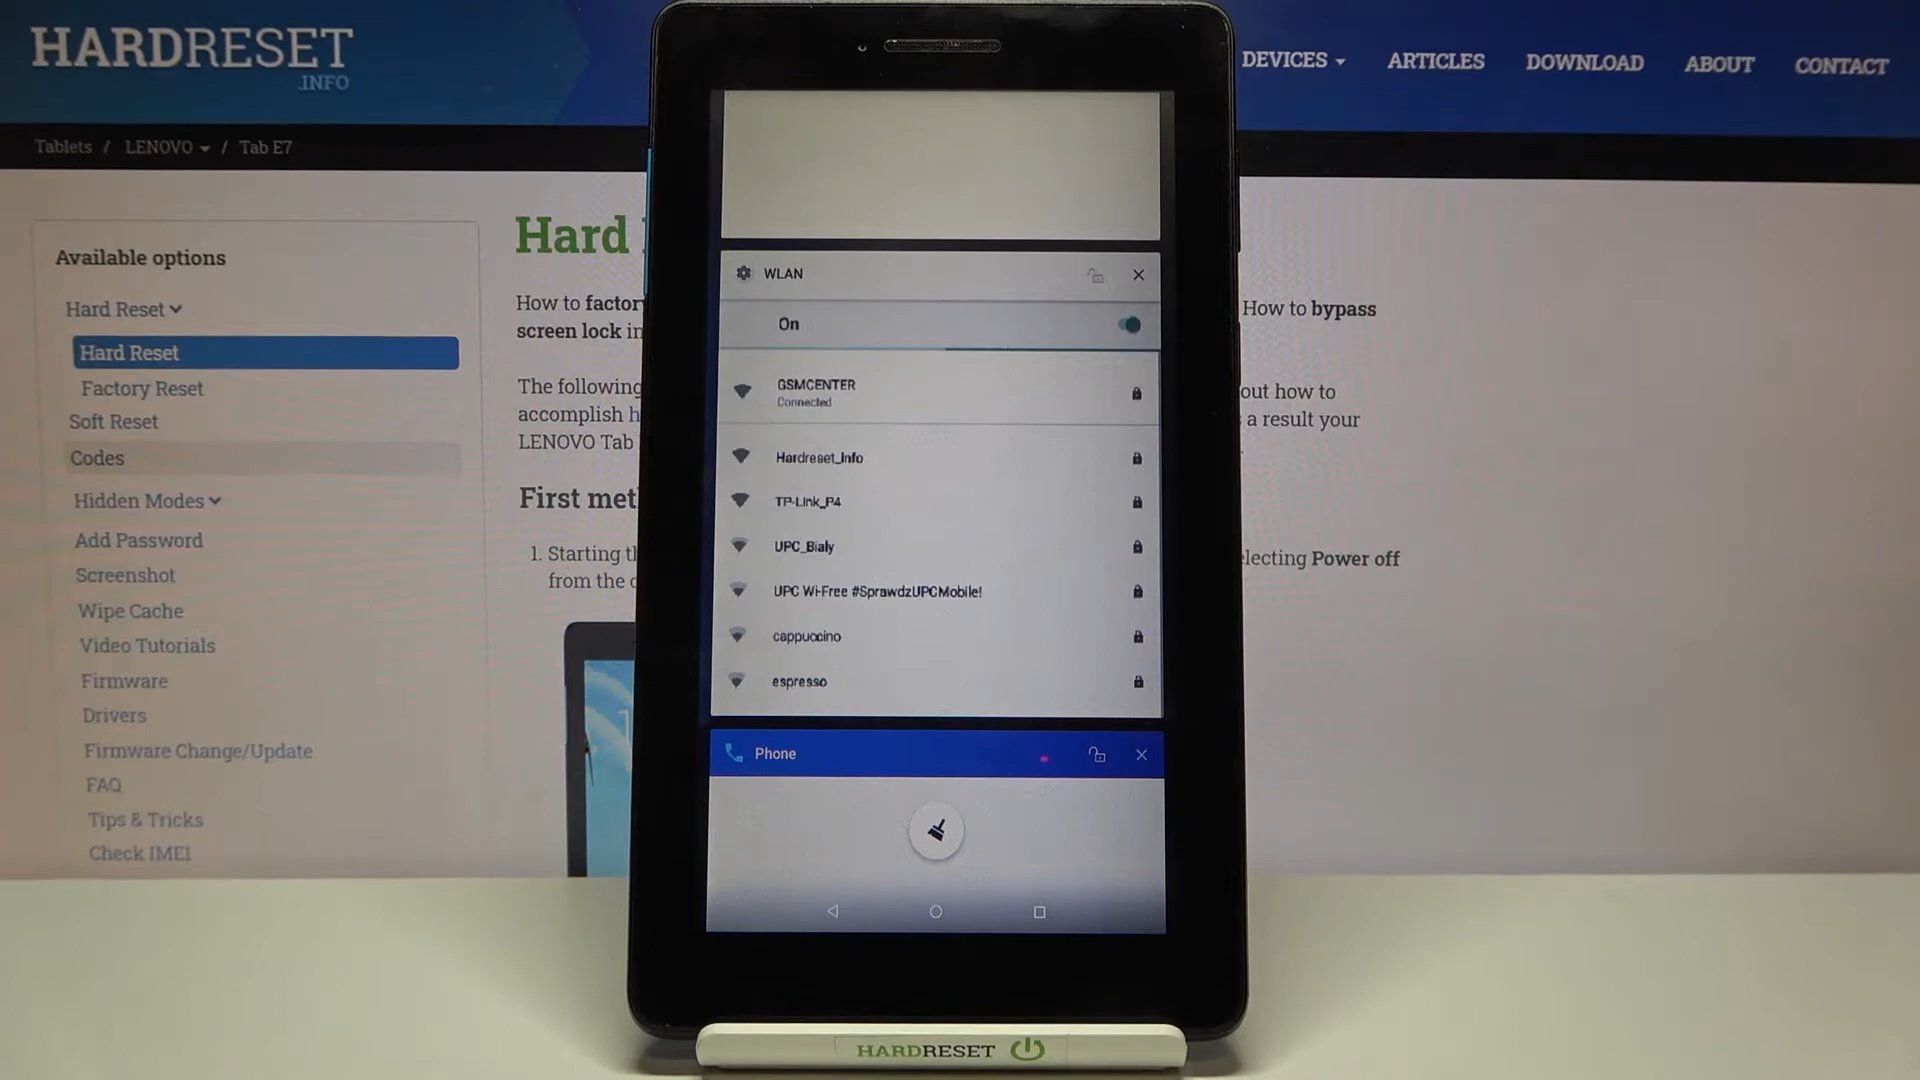 HARDRESET
.INFO
DEVICES
ARTICLES
DOWNLOAD
ABOUT
CONTACT
Tablets / LENOVO / Tab E7
Available options
Hard Reset
Hard Reset
Factory Reset
Soft Reset
Codes
Hidden Modes
Add Password
Screenshot
Wipe Cache
Video Tutorials
Firmware
Drivers
Firmware Change/Update
FAQ
Tips & Tricks
Check IMEI
Hard
How to factory
How to bypass
screen lock in
The following
out how to
accomplish
a result your
LENOVO Tab
First
1. Starting
electing Power off
from the
WLAN
On
GSMCENTER
Connected
Hardreset_Info
TP-Link_P4
UPC_Bialy
UPC Wi-Free #SprawdzUPCMobile!
cappuccino
espresso
Phone
HARDRESET